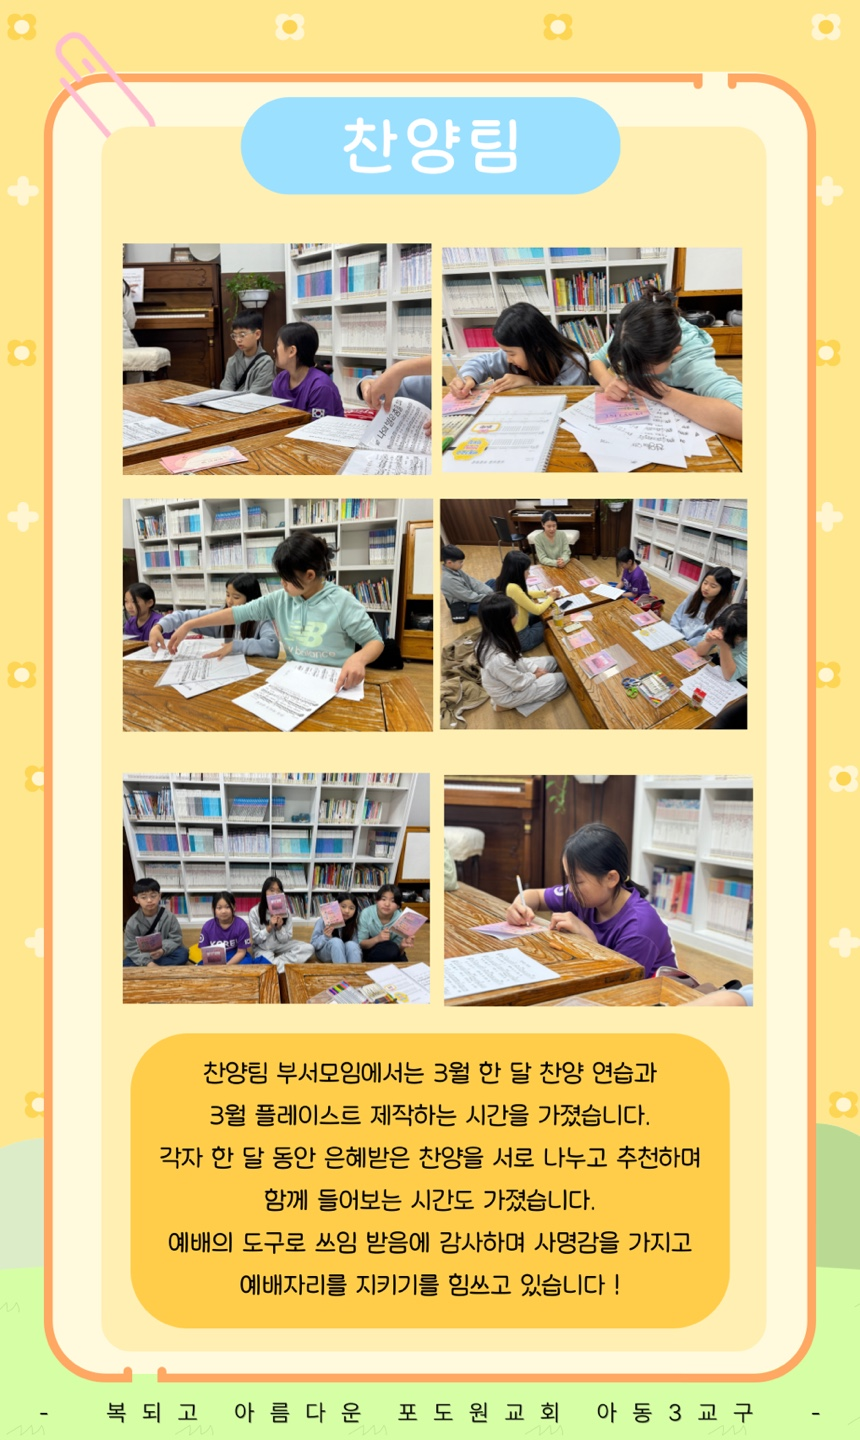 찬양팀
new balance
KOREA
찬양팀 부서모임에서는 3월 한 달 찬양 연습과
3월 플레이스트 제작하는 시간을 가졌습니다.
각자 한 달 동안 은혜받은 찬양을 서로 나누고 추천하며
함께 들어보는 시간도 가졌습니다.
예배의 도구로 쓰임 받음에 감사하며 사명감을 가지고
예배자리를 지키기를 힘쓰고 있습니다 !
- 복되고 아름다운 포도원교회 아동3교구 -